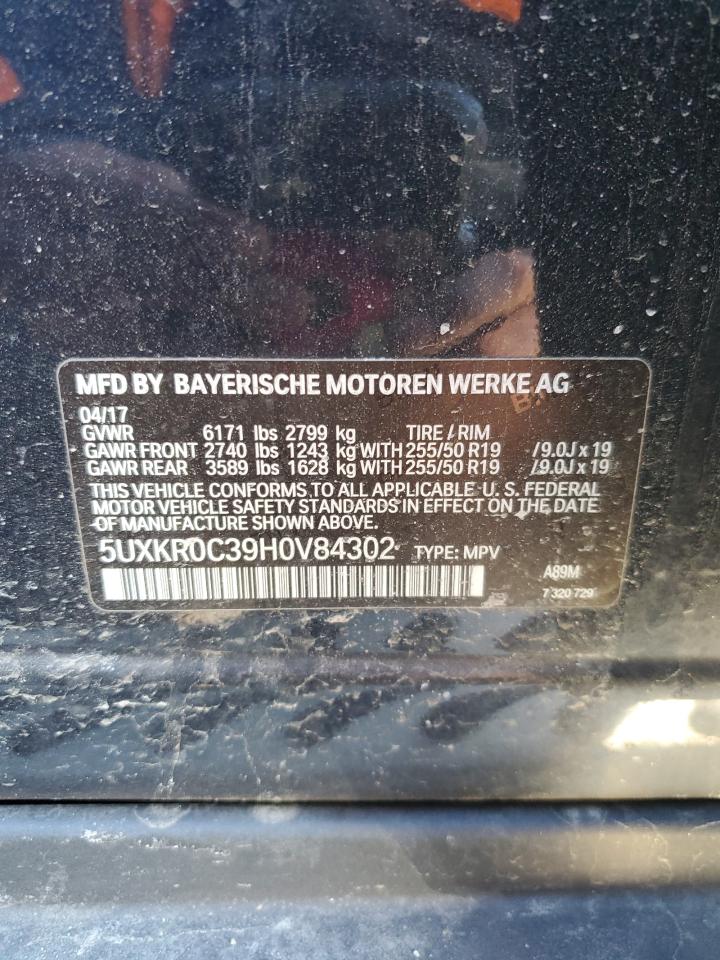 MFD BY BAYERISCHE MOTOREN WERKE AG
04/17
GVWR 6171 lbs 2799 kg TIRE / RIM
GAWR FRONT 2740 lbs 1243 kg WITH 255/50 R19 /9.0J x 19
GAWR REAR 3589 lbs 1628 kg WITH 255/50 R19 /9.0J x 19
THIS VEHICLE CONFORMS TO ALL APPLICABLE U. S. FEDERAL
MOTOR VEHICLE SAFETY STANDARDS IN EFFECT ON THE DATE
OF MANUFACTURE SHOWN ABOVE.
5UXKR0C39H0V84302 TYPE: MPV
A89M
7 320 729